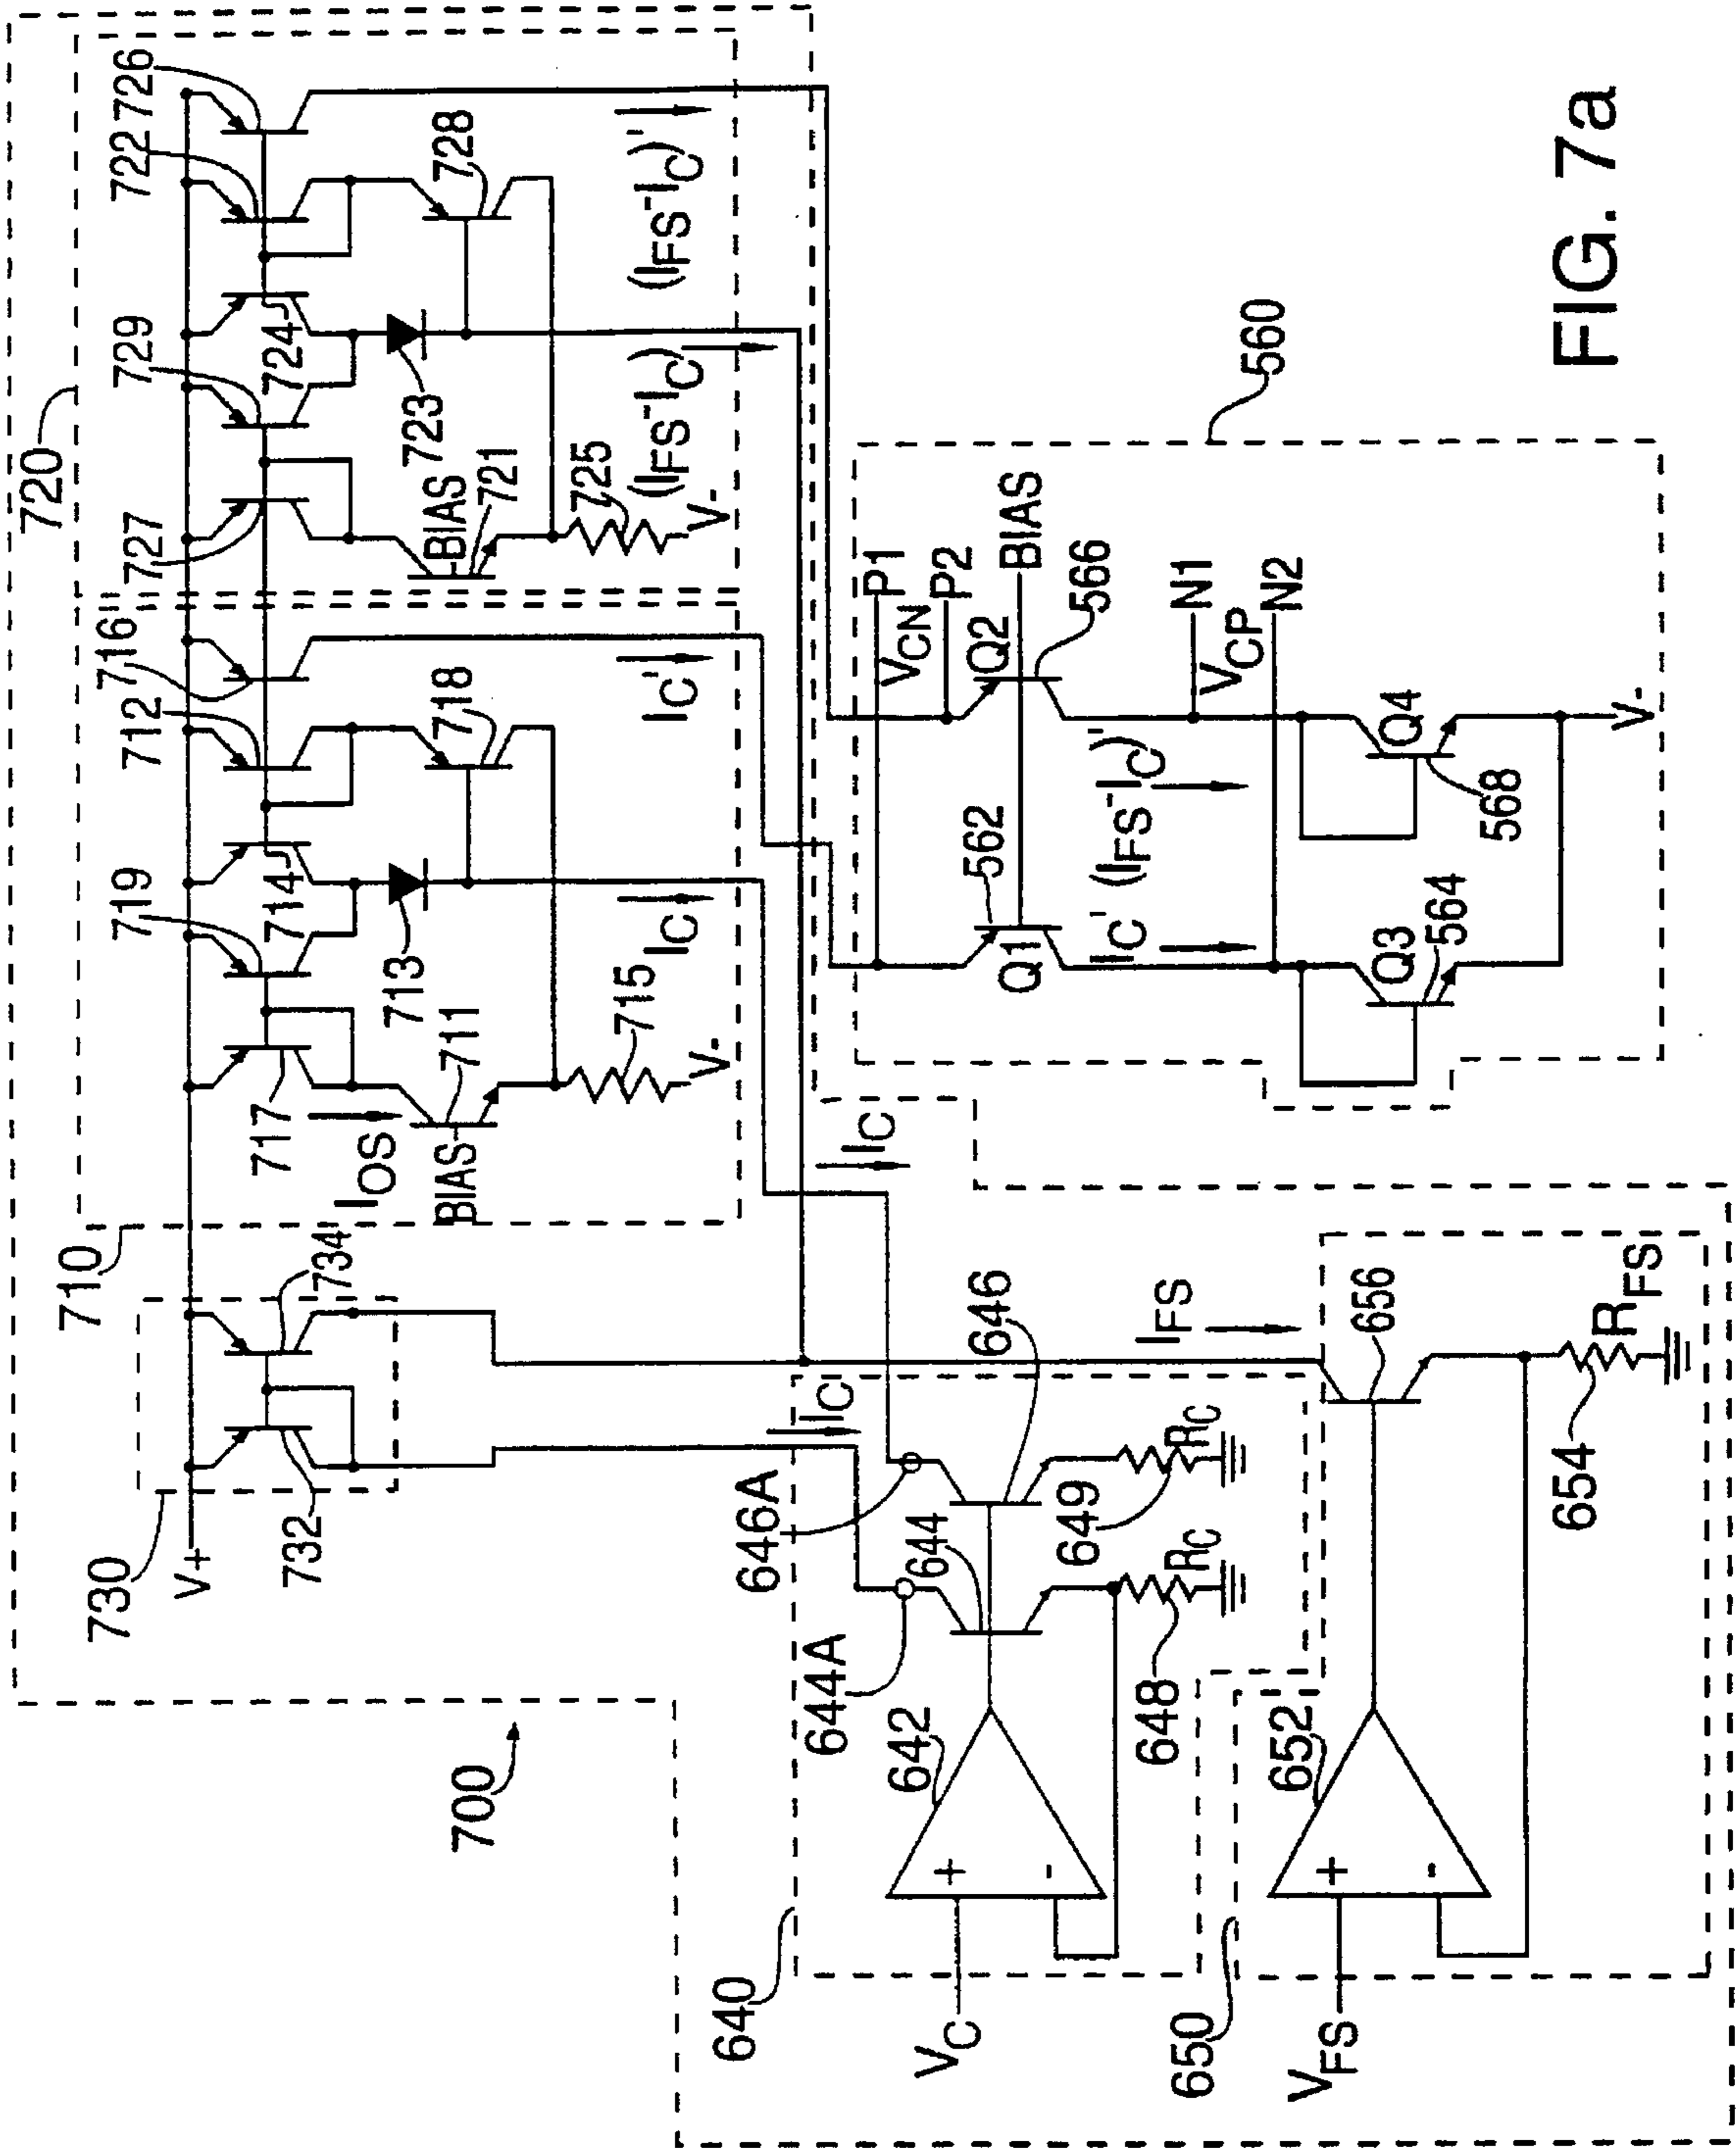 720
729
722
726
727
724
728
723
BIAS
721
725
V-
(IFS-IC)
(IFS-IC)'
710
719
712
716
717
714
718
IOS
713
711
BIAS
715
V-
IC
IC'
730
V+
732
734
700
IC
IC
640
644A
646A
642
644
646
VC
+
-
648
RC
649
RC
IFS
650
652
656
VFS
+
-
654
RFS
560
P1
VCN
P2
562
Q1
Q2
BIAS
566
IC'
(IFS-IC)'
N1
VCP
N2
Q3
564
Q4
568
V-
FIG. 7a